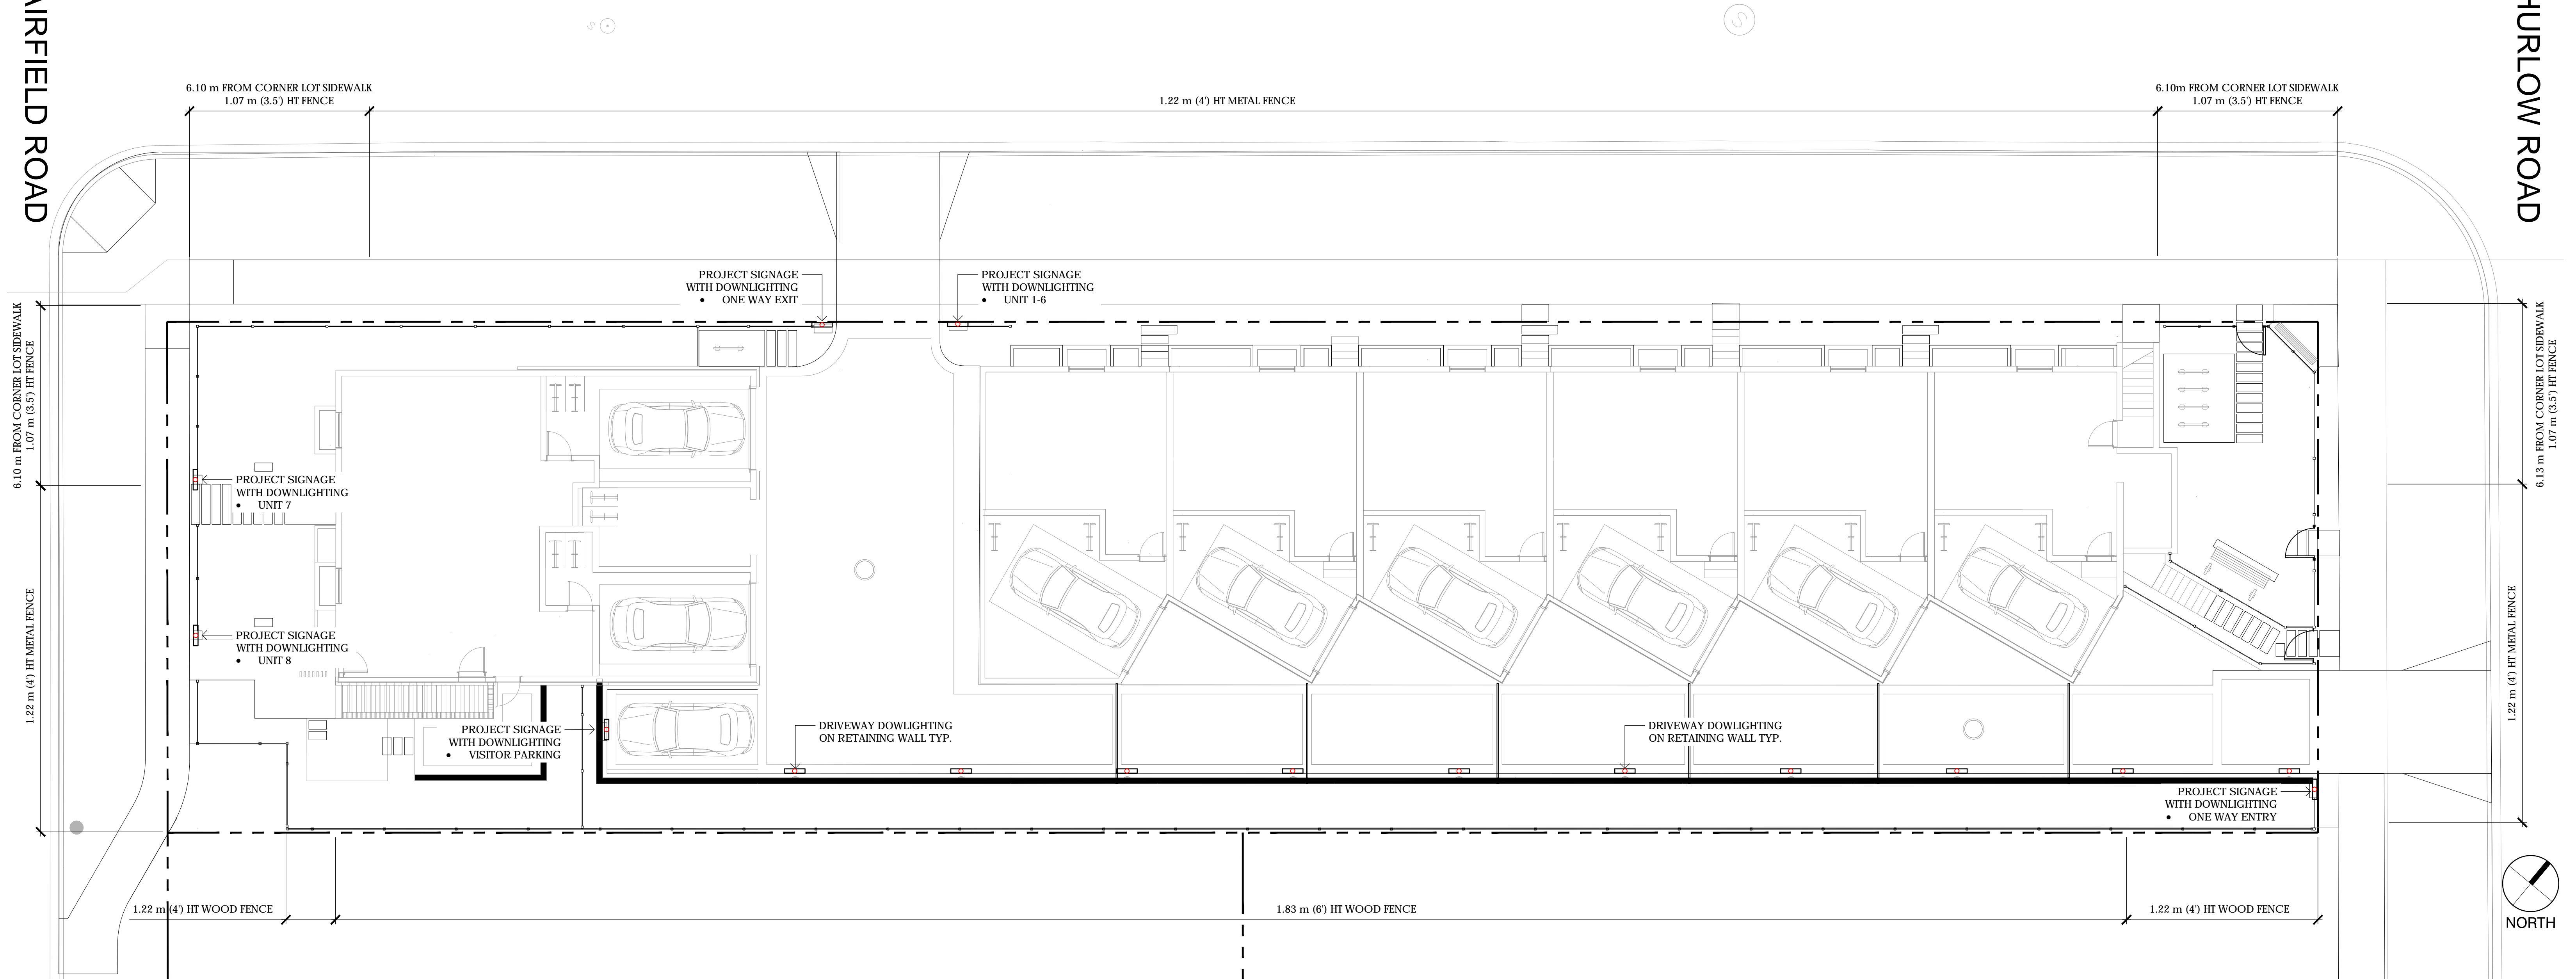 AIRFIELD ROAD
HURLOW ROAD
S
S
6.10 m FROM CORNER LOT SIDEWALK
1.07 m (3.5') HT FENCE
1.22 m (4') HT METAL FENCE
6.10m FROM CORNER LOT SIDEWALK
1.07 m (3.5') HT FENCE
PROJECT SIGNAGE
WITH DOWNLIGHTING
• ONE WAY EXIT
PROJECT SIGNAGE
WITH DOWNLIGHTING
• UNIT 1-6
6.10 m FROM CORNER LOT SIDEWALK
1.07 m (3.5') HT FENCE
6.13 m FROM CORNER LOT SIDEWALK
1.07 m (3.5') HT FENCE
PROJECT SIGNAGE
WITH DOWNLIGHTING
• UNIT 7
PROJECT SIGNAGE
WITH DOWNLIGHTING
• UNIT 8
1.22 m (4') HT METAL FENCE
1.22 m (4') HT METAL FENCE
PROJECT SIGNAGE
WITH DOWNLIGHTING
• VISITOR PARKING
DRIVEWAY DOWLIGHTING
ON RETAINING WALL TYP.
DRIVEWAY DOWLIGHTING
ON RETAINING WALL TYP.
PROJECT SIGNAGE
WITH DOWNLIGHTING
• ONE WAY ENTRY
1.22 m (4') HT WOOD FENCE
1.83 m (6') HT WOOD FENCE
1.22 m (4') HT WOOD FENCE
NORTH